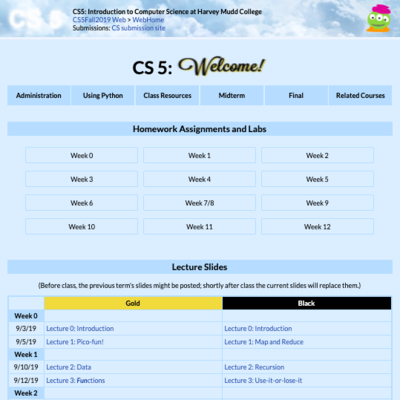 CS 5
CS5: Introduction to Computer Science at Harvey Mudd College
CS5Fall2019 Web > WebHome
Submissions: CS submission site
CS 5: Welcome!
Administration Using Python Class Resources Midterm Final Related Courses
Homework Assignments and Labs
Week 0 Week 1 Week 2
Week 3 Week 4 Week 5
Week 6 Week 7/8 Week 9
Week 10 Week 11 Week 12
Lecture Slides
(Before class, the previous term's slides might be posted; shortly after class the current slides will replace them.)
Gold Black
Week 0
9/3/19 Lecture 0: Introduction Lecture 0: Introduction
9/5/19 Lecture 1: Pico-fun! Lecture 1: Map and Reduce
Week 1
9/10/19 Lecture 2: Data Lecture 2: Recursion
9/12/19 Lecture 3: Functions Lecture 3: Use-it-or-lose-it
Week 2